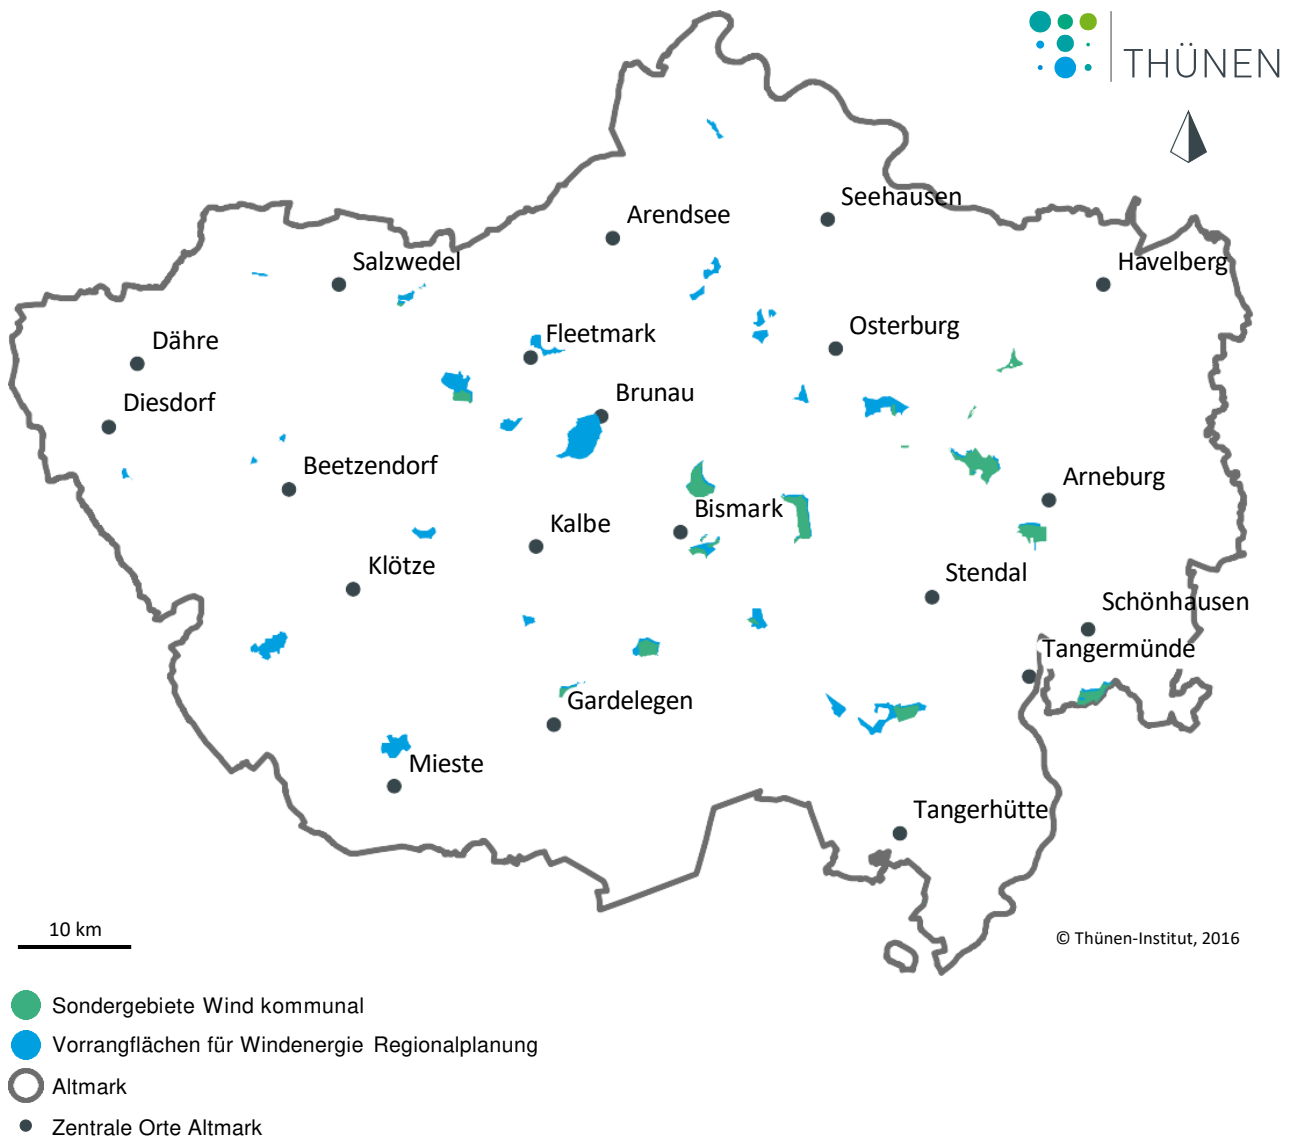 THÜNEN
Seehausen
Arendsee
Salzwedel
Havelberg
Osterburg
Fleetmark
Dähre
Brunau
Diesdorf
Beetzendorf
Arneburg
Bismark
Kalbe
Klötze
Stendal
Schönhausen
Tangermünde
Gardelegen
Mieste
Tangerhütte
10 km
© Thünen-Institut, 2016
Sondergebiete Wind kommunal
Vorrangflächen für Windenergie Regionalplanung
Altmark
Zentrale Orte Altmark